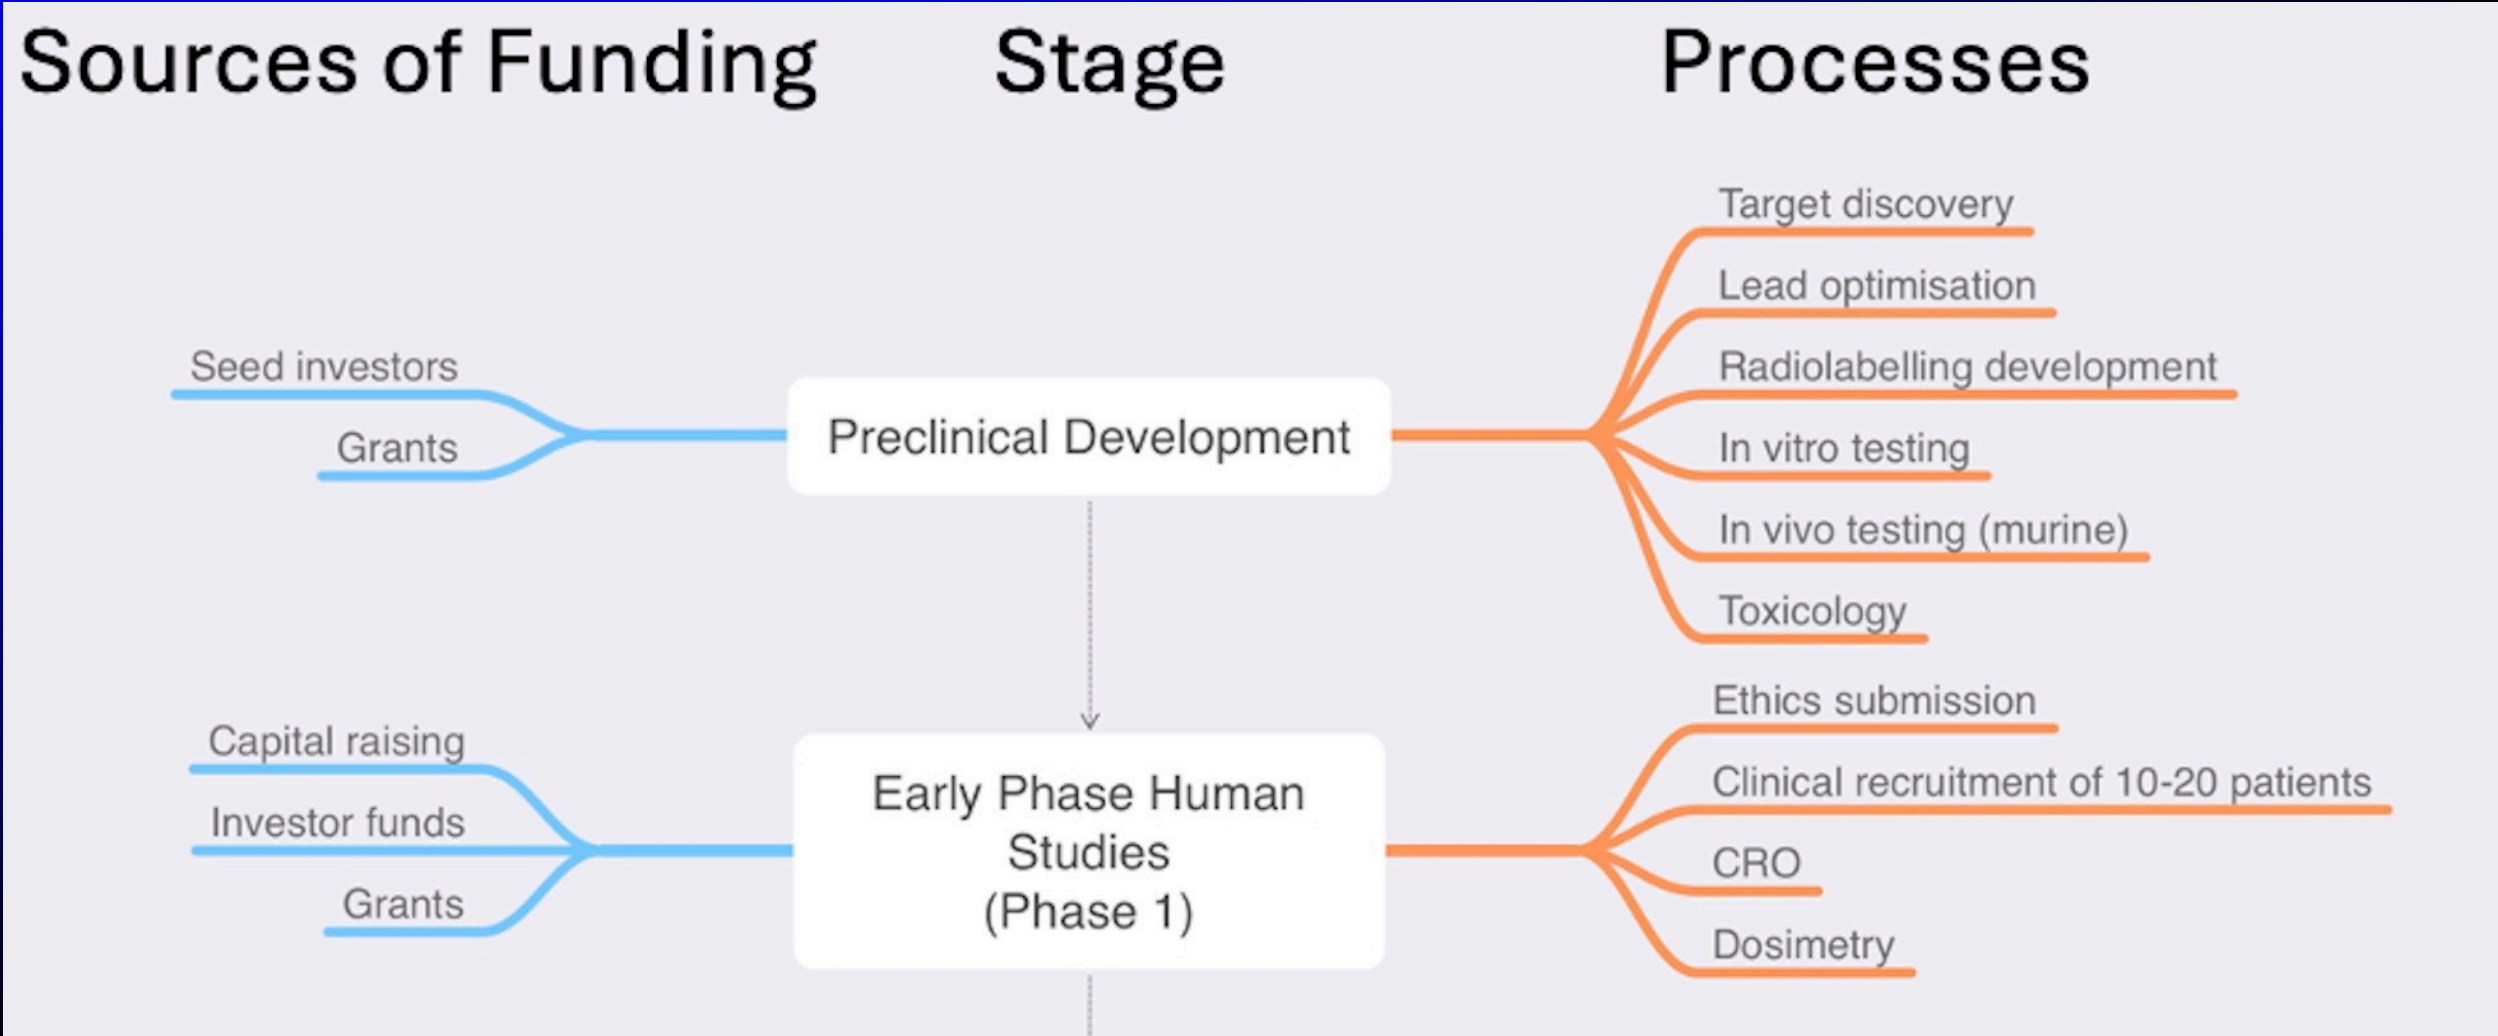 Sources of Funding
Stage
Processes
Seed investors
Grants
Preclinical Development
Target discovery
Lead optimisation
Radiolabelling development
In vitro testing
In vivo testing (murine)
Toxicology
Capital raising
Investor funds
Grants
Early Phase Human
Studies
(Phase 1)
Ethics submission
Clinical recruitment of 10-20 patients
CRO
Dosimetry